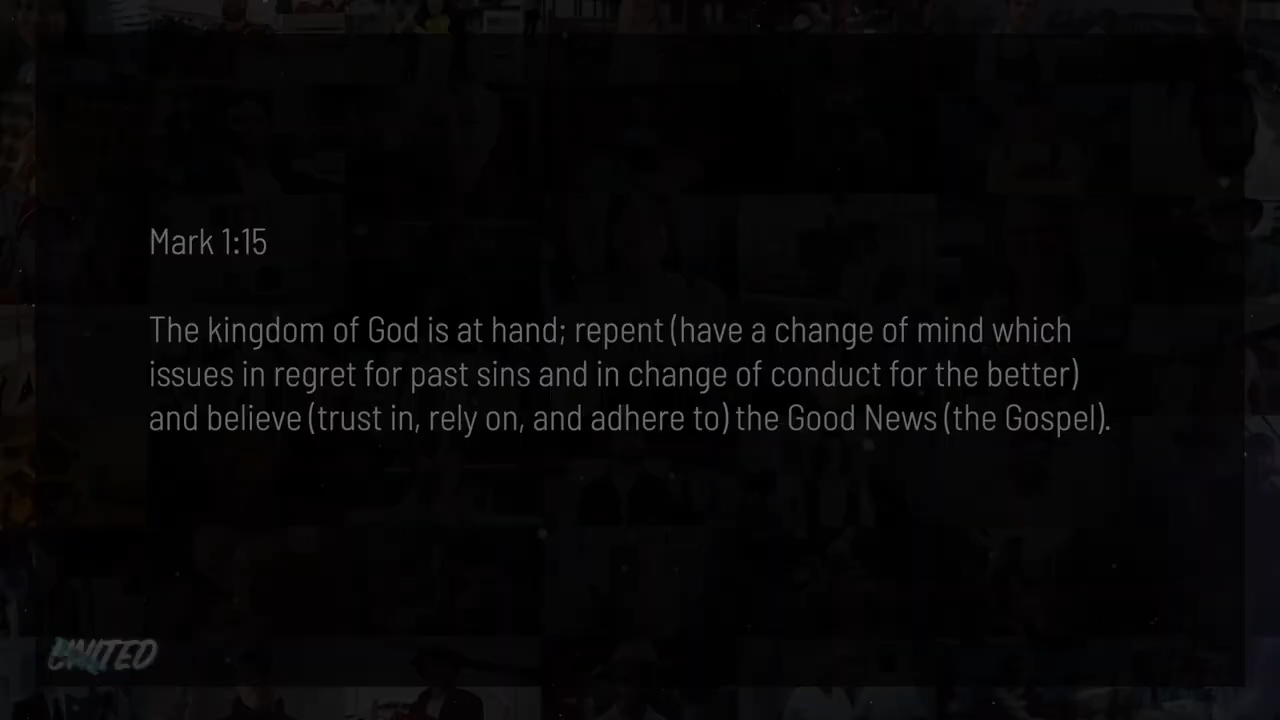 Mark 1:15
The kingdom of God is at hand; repent (have a change of mind which
issues in regret for past sins and in change of conduct for the better)
and believe (trust in, rely on, and adhere to) the Good News (the Gospel).
UNITED